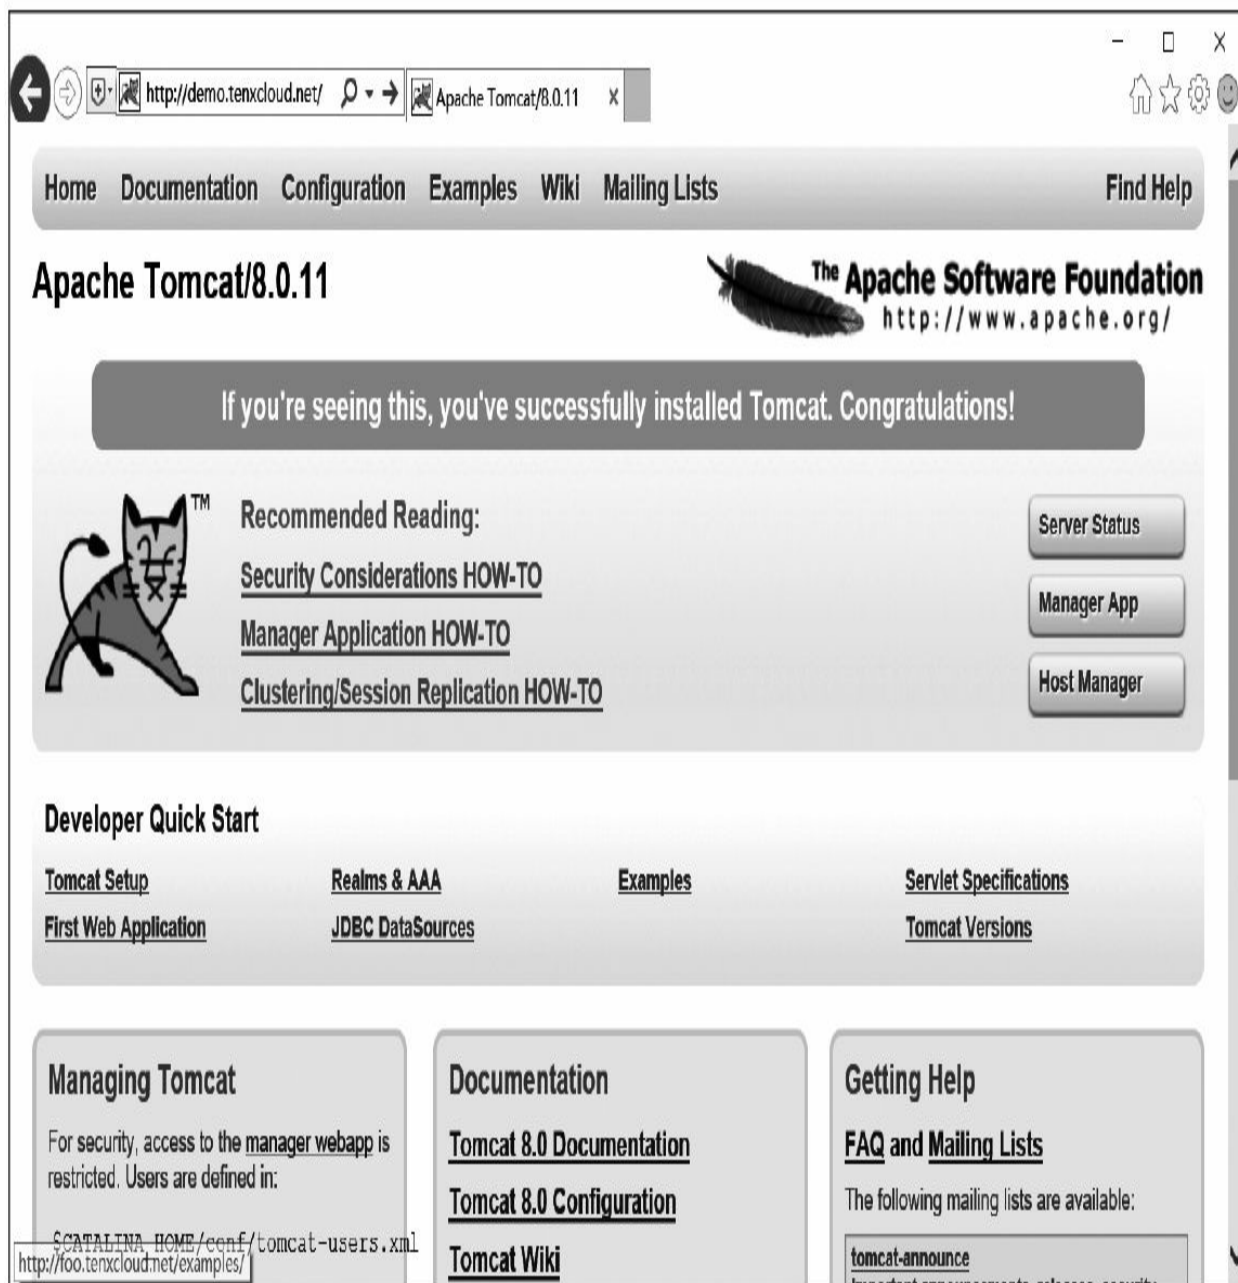 http://demo.tenxcloud.net/
Apache Tomcat/8.0.11
Home Documentation Configuration Examples Wiki Mailing Lists Find Help
Apache Tomcat/8.0.11
The Apache Software Foundation
http://www.apache.org/
If you're seeing this, you've successfully installed Tomcat. Congratulations!
TM
Recommended Reading:
Security Considerations HOW-TO
Manager Application HOW-TO
Clustering/Session Replication HOW-TO
Server Status
Manager App
Host Manager
Developer Quick Start
Tomcat Setup Realms & AAA Examples Servlet Specifications
First Web Application JDBC DataSources Tomcat Versions
Managing Tomcat
For security, access to the manager webapp is
restricted. Users are defined in:
$CATALINA_HOME/conf/tomcat-users.xml
http://foo.tenxcloud.net/examples/
Documentation
Tomcat 8.0 Documentation
Tomcat 8.0 Configuration
Tomcat Wiki
Getting Help
FAQ and Mailing Lists
The following mailing lists are available:
tomcat-announce
Important announcements, releases, security